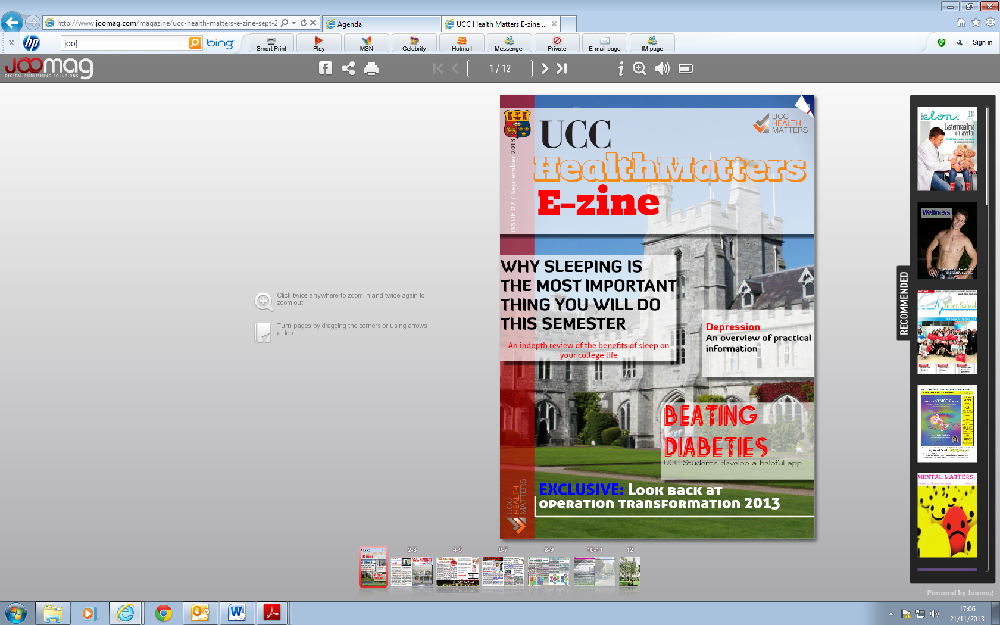 http://www.joomag.com/magazine/ucc-health-matters-e-zine-sept-2
Agenda
UCC Health Matters E-zine ...
joo]
bing
Smart Print
Play
MSN
Celebrity
Hotmail
Messenger
Private
E-mail page
IM page
Sign in
hp
Joomag
DIGITAL PUBLISHING SOLUTIONS
1 / 12
Click twice anywhere to zoom in and twice again to
zoom out
Turn pages by dragging the corners or using arrows
at top
ISSUE 02 / September 2013
UCC
HealthMatters
E-zine
UCC
HEALTH
MATTERS
WHY SLEEPING IS
THE MOST IMPORTANT
THING YOU WILL DO
THIS SEMESTER
An indepth review of the benefits of sleep on
your college life
Depression
An overview of practical
information
BEATING
DIABETIES
UCC Students develop a helpful app
EXCLUSIVE: Look back at
operation transformation 2013
UCC
HEALTH
MATTERS
RECOMMENDED
eloni
1
Lastenmaailma
on avattu
Wellness
Inter Salud
FERIA DE SALUD
MENTAL MATTERS
2-3
4-5
6-7
8-9
10-11
12
Powered by Joomag
17:06
21/11/2013